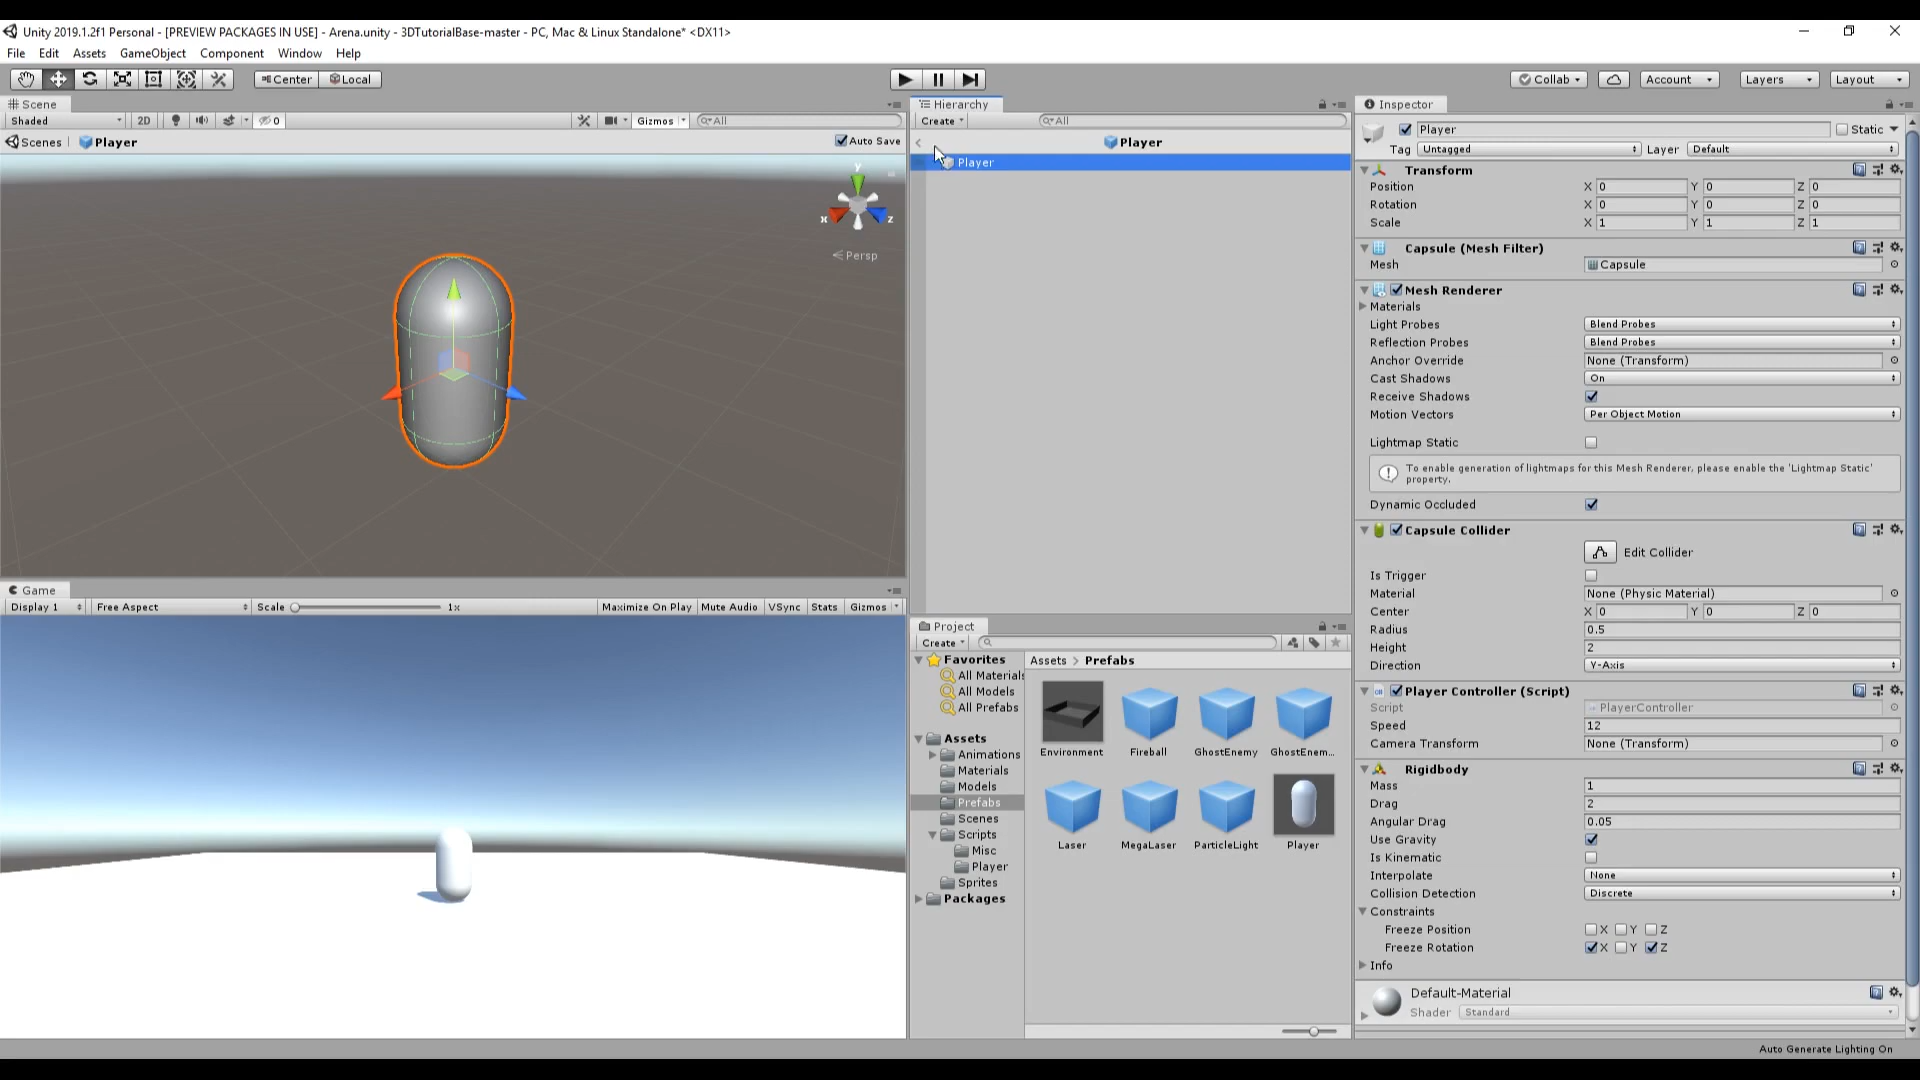 Unity 2019.1.2f1 Personal - [PREVIEW PACKAGES IN USE] - Arena.unity - 3DTutorialBase-master - PC, Mac & Linux Standalone* <DX11>
File Edit Assets GameObject Component Window Help
Center Local Collab Account Layers Layout
Scene
Shaded 2D 0 Gizmos All
Scenes Player Auto Save
y
x z
Persp
Game
Display 1 Free Aspect Scale 1x Maximize On Play Mute Audio VSync Stats Gizmos
Hierarchy
Create All
Player
Player
Project
Create
Favorites
All Materials
All Models
All Prefabs
Assets
Animations
Materials
Models
Prefabs
Scenes
Scripts
Misc
Player
Sprites
Packages
Assets > Prefabs
Environment Fireball GhostEnemy GhostEnem...
Laser MegaLaser ParticleLight Player
Inspector
Player Static
Tag Untagged Layer Default
Transform
Position X 0 Y 0 Z 0
Rotation X 0 Y 0 Z 0
Scale X 1 Y 1 Z 1
Capsule (Mesh Filter)
Mesh Capsule
Mesh Renderer
Materials
Light Probes Blend Probes
Reflection Probes Blend Probes
Anchor Override None (Transform)
Cast Shadows On
Receive Shadows
Motion Vectors Per Object Motion
Lightmap Static
To enable generation of lightmaps for this Mesh Renderer, please enable the 'Lightmap Static'
property.
Dynamic Occluded
Capsule Collider
Edit Collider
Is Trigger
Material None (Physic Material)
Center X 0 Y 0 Z 0
Radius 0.5
Height 2
Direction Y-Axis
Player Controller (Script)
Script PlayerController
Speed 12
Camera Transform None (Transform)
Rigidbody
Mass 1
Drag 2
Angular Drag 0.05
Use Gravity
Is Kinematic
Interpolate None
Collision Detection Discrete
Constraints
Freeze Position X Y Z
Freeze Rotation X Y Z
Info
Default-Material
Shader Standard
Auto Generate Lighting On